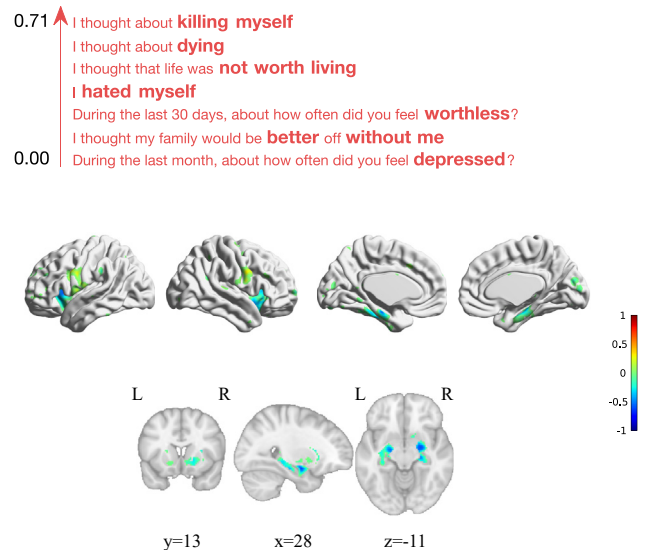 0.71
I thought about killing myself
I thought about dying
I thought that life was not worth living
I hated myself
During the last 30 days, about how often did you feel worthless?
I thought my family would be better off without me
0.00
During the last month, about how often did you feel depressed?
1
0.5
0
-0.5
-1
L R L R
y=13 x=28 z=-11